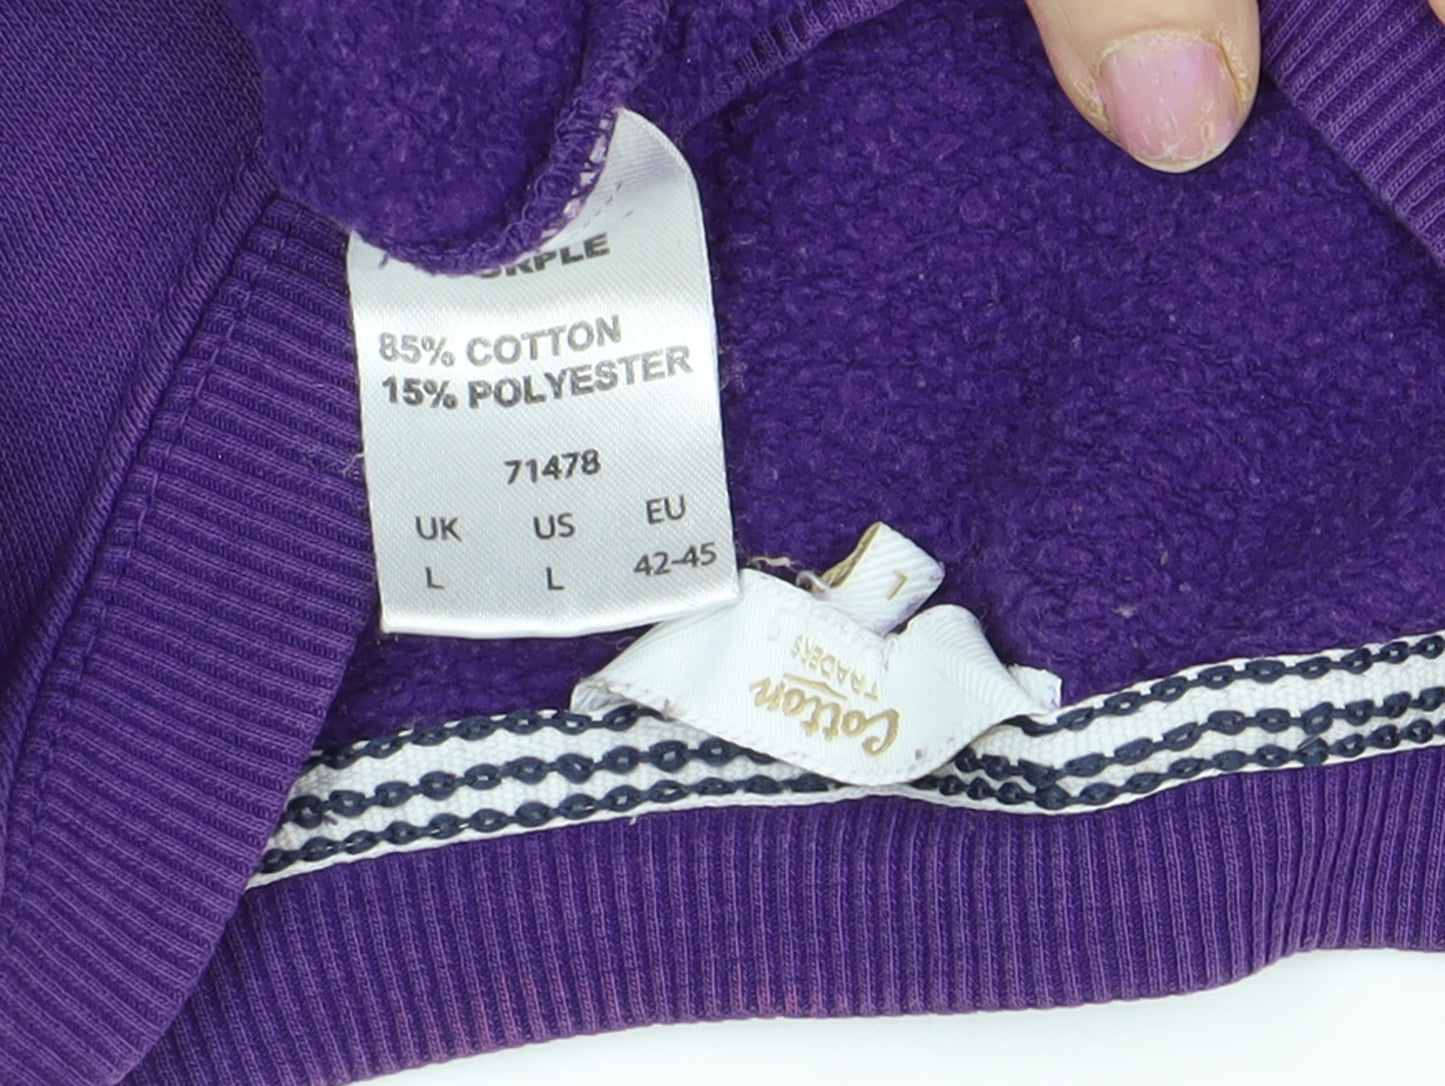 85% COTTON
15% POLYESTER
71478
UK US EU
L L 42-45
L
Cotton
TRADERS